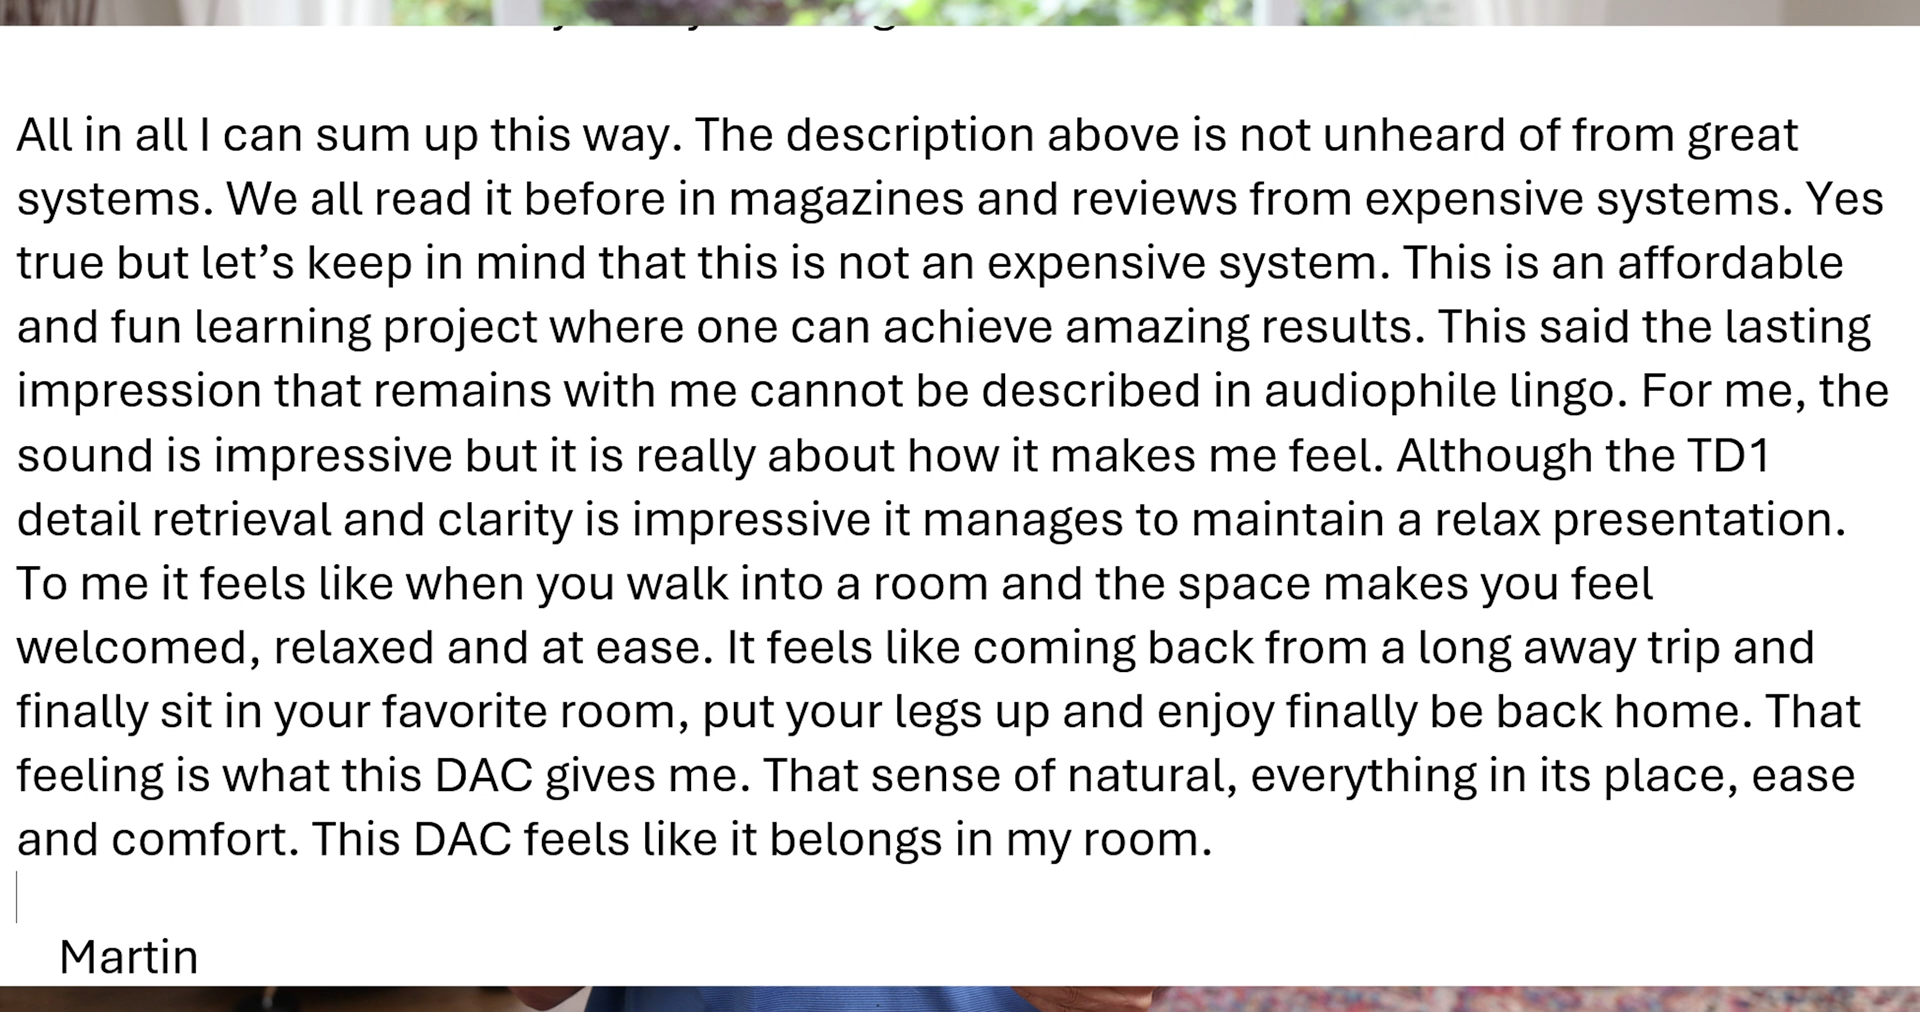 All in all I can sum up this way. The description above is not unheard of from great
systems. We all read it before in magazines and reviews from expensive systems. Yes
true but let’s keep in mind that this is not an expensive system. This is an affordable
and fun learning project where one can achieve amazing results. This said the lasting
impression that remains with me cannot be described in audiophile lingo. For me, the
sound is impressive but it is really about how it makes me feel. Although the TD1
detail retrieval and clarity is impressive it manages to maintain a relax presentation.
To me it feels like when you walk into a room and the space makes you feel
welcomed, relaxed and at ease. It feels like coming back from a long away trip and
finally sit in your favorite room, put your legs up and enjoy finally be back home. That
feeling is what this DAC gives me. That sense of natural, everything in its place, ease
and comfort. This DAC feels like it belongs in my room.
Martin